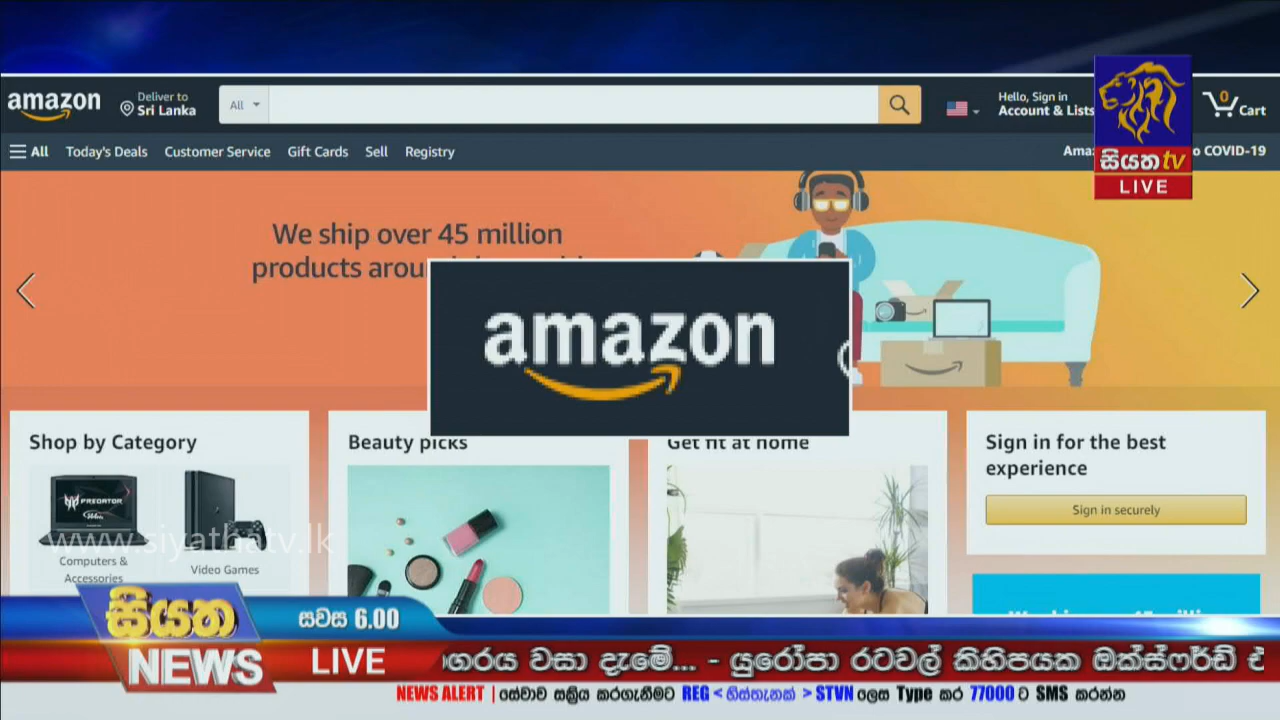 amazon
Deliver to
Sri Lanka
All
Hello, Sign in
Account & Lists
0
Cart
සියත tv
LIVE
All Today's Deals Customer Service Gift Cards Sell Registry
COVID-19
We ship over 45 million
products
amazon
Shop by Category
Beauty picks
Get fit at home
Sign in for the best
experience
Sign in securely
PREDATOR
www.siyathatv.lk
Computers &
Accessories
Video Games
සියත
සවස 6.00
NEWS
LIVE
වසා දැමේ... - යුරෝපා රටවල් කිහිපයක ඔක්ස්ෆර්ඩ්
NEWS ALERT | සේවාව සක්‍රිය කරගැනීමට REG < හිස්තැනක් > STVN ලෙස Type කර 77000 ට SMS කරන්න